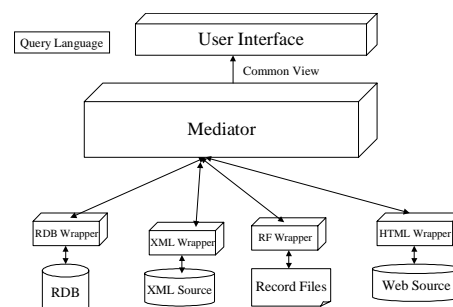 Query Language
User Interface
Common View
Mediator
RDB Wrapper
XML Wrapper
RF Wrapper
HTML Wrapper
RDB
XML Source
Record Files
Web Source